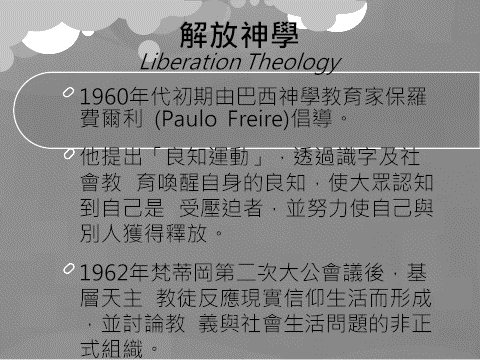 解放神學
Liberation Theology
1960年代初期由巴西神學教育家保羅
費爾利 (Paulo Freire)倡導。
他提出「良知運動」，透過識字及社
會教 育喚醒自身的良知，使大眾認知
到自己是 受壓迫者，並努力使自己與
別人獲得釋放。
1962年梵蒂岡第二次大公會議後，基
層天主 教徒反應現實信仰生活而形成
，並討論教 義與社會生活問題的非正
式組織。